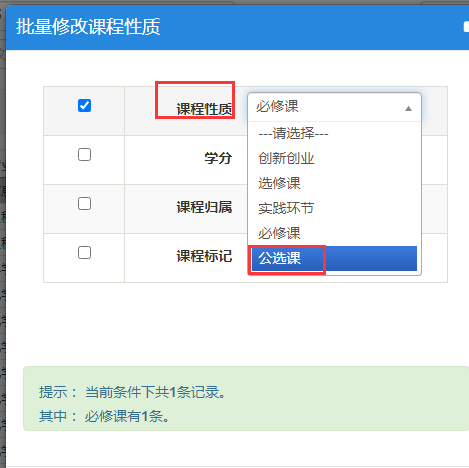 批量修改课程性质
课程性质
必修课
---请选择---
学分
创新创业
选修课
课程归属
实践环节
必修课
课程标记
公选课
提示： 当前条件下共1条记录。
其中： 必修课有1条。